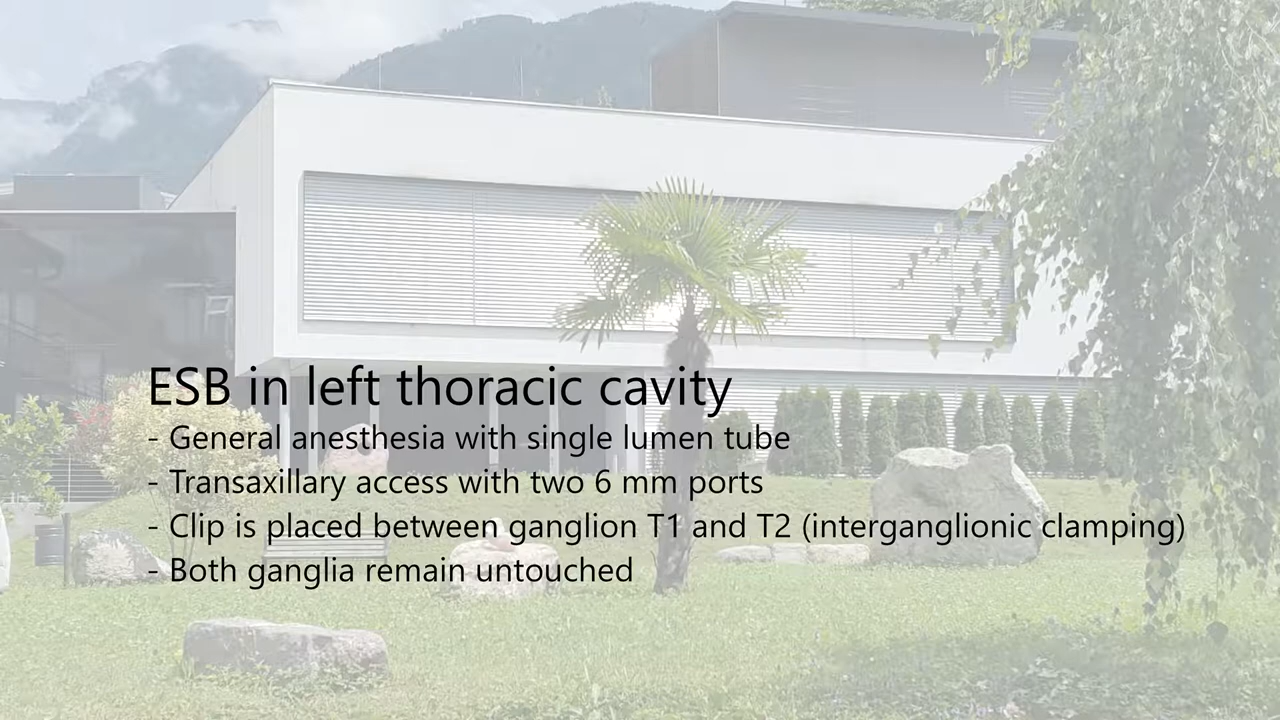 ESB in left thoracic cavity
- General anesthesia with single lumen tube
- Transaxillary access with two 6 mm ports
- Clip is placed between ganglion T1 and T2 (interganglionic clamping)
- Both ganglia remain untouched